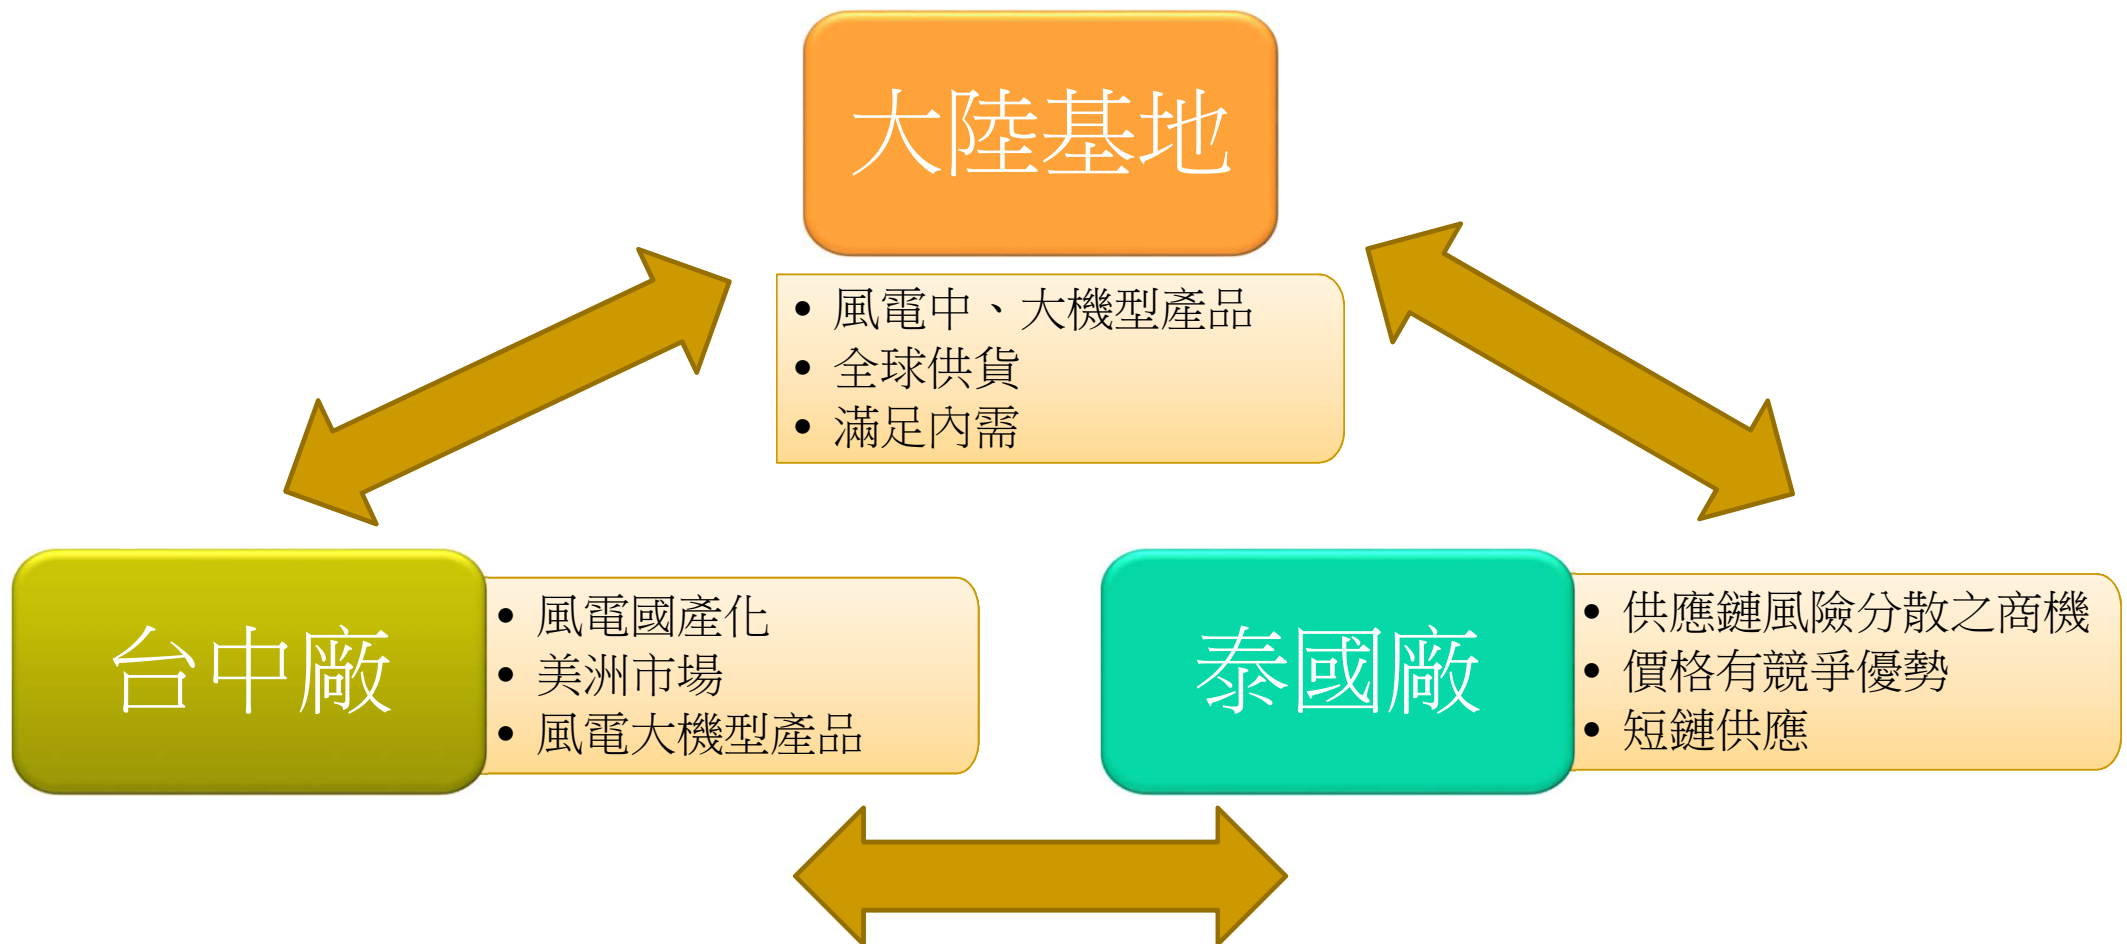 大陸基地
• 風電中、大機型產品
• 全球供貨
• 滿足內需
台中廠
• 風電國產化
• 美洲市場
• 風電大機型產品
泰國廠
• 供應鏈風險分散之商機
• 價格有競爭優勢
• 短鏈供應